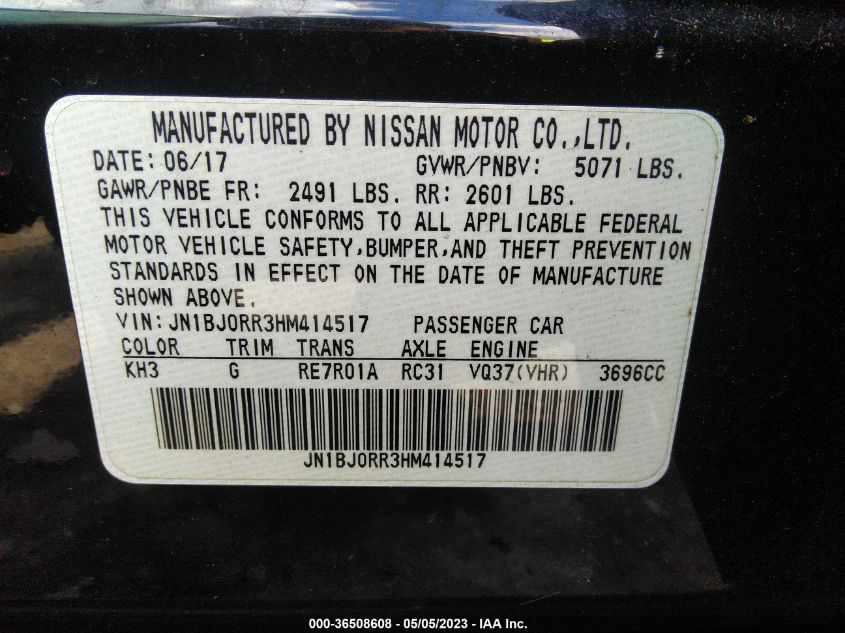 MANUFACTURED BY NISSAN MOTOR CO.,LTD.
DATE: 06/17 GVWR/PNBV: 5071 LBS.
GAWR/PNBE FR: 2491 LBS. RR: 2601 LBS.
THIS VEHICLE CONFORMS TO ALL APPLICABLE FEDERAL
MOTOR VEHICLE SAFETY,BUMPER,AND THEFT PREVENTION
STANDARDS IN EFFECT ON THE DATE OF MANUFACTURE
SHOWN ABOVE.
VIN: JN1BJ0RR3HM414517 PASSENGER CAR
COLOR TRIM TRANS AXLE ENGINE
KH3 G RE7R01A RC31 VQ37(VHR) 3696CC
JN1BJ0RR3HM414517
000-36508608 - 05/05/2023 - IAA Inc.